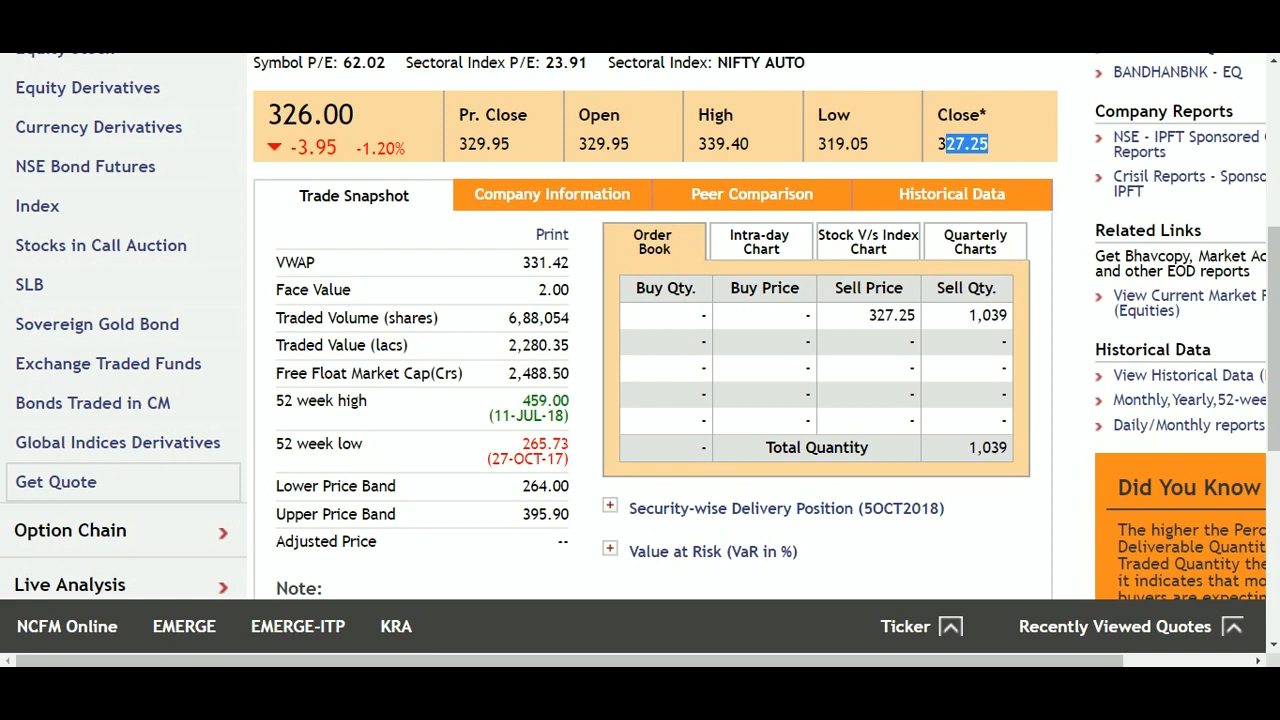 Symbol P/E: 62.02 Sectoral Index P/E: 23.91 Sectoral Index: NIFTY AUTO
Equity Derivatives
Currency Derivatives
NSE Bond Futures
Index
Stocks in Call Auction
SLB
Sovereign Gold Bond
Exchange Traded Funds
Bonds Traded in CM
Global Indices Derivatives
Get Quote
Option Chain
Live Analysis
326.00
-3.95 -1.20%
Pr. Close
329.95
Open
329.95
High
339.40
Low
319.05
Close*
327.25
Trade Snapshot
Company Information
Peer Comparison
Historical Data
Print
VWAP 331.42
Face Value 2.00
Traded Volume (shares) 6,88,054
Traded Value (lacs) 2,280.35
Free Float Market Cap(Crs) 2,488.50
52 week high 459.00
(11-JUL-18)
52 week low 265.73
(27-OCT-17)
Lower Price Band 264.00
Upper Price Band 395.90
Adjusted Price --
Note:
Order
Book
Intra-day
Chart
Stock V/s Index
Chart
Quarterly
Charts
Buy Qty. Buy Price Sell Price Sell Qty.
- - 327.25 1,039
- - - -
- - - -
- - - -
- - - -
- Total Quantity 1,039
Security-wise Delivery Position (5OCT2018)
Value at Risk (VaR in %)
BANDHANBNK - EQ
Company Reports
NSE - IPFT Sponsored
Reports
Crisil Reports - Sponso
IPFT
Related Links
Get Bhavcopy, Market Ac
and other EOD reports
View Current Market
(Equities)
Historical Data
View Historical Data (
Monthly,Yearly,52-wee
Daily/Monthly reports
Did You Know
The higher the Perc
Deliverable Quantit
Traded Quantity the
it indicates that mo
buyers are expectin
NCFM Online EMERGE EMERGE-ITP KRA Ticker Recently Viewed Quotes